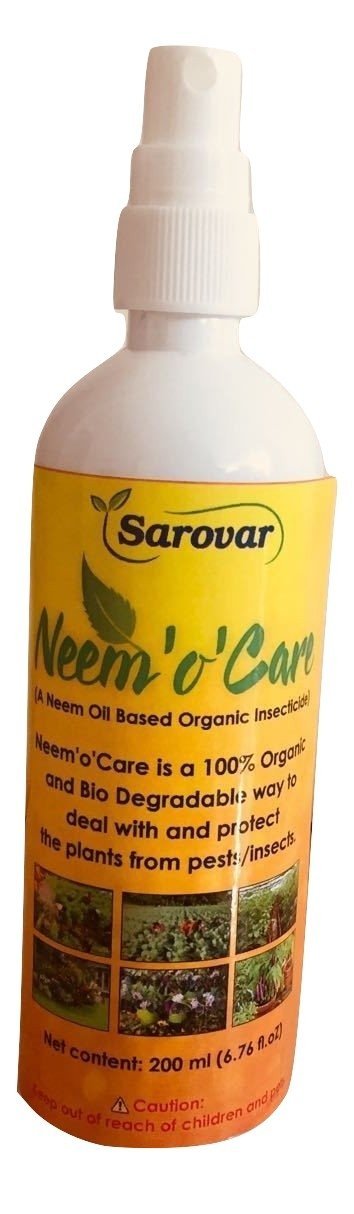 Sarovar
Neem'o'Care
(A Neem Oil Based Organic Insecticide)
Neem'o'Care is a 100% Organic
and Bio Degradable way to
deal with and protect
the plants from pests/insects.
Net content: 200 ml (6.76 fl.oz)
Caution:
Keep out of reach of children and pets